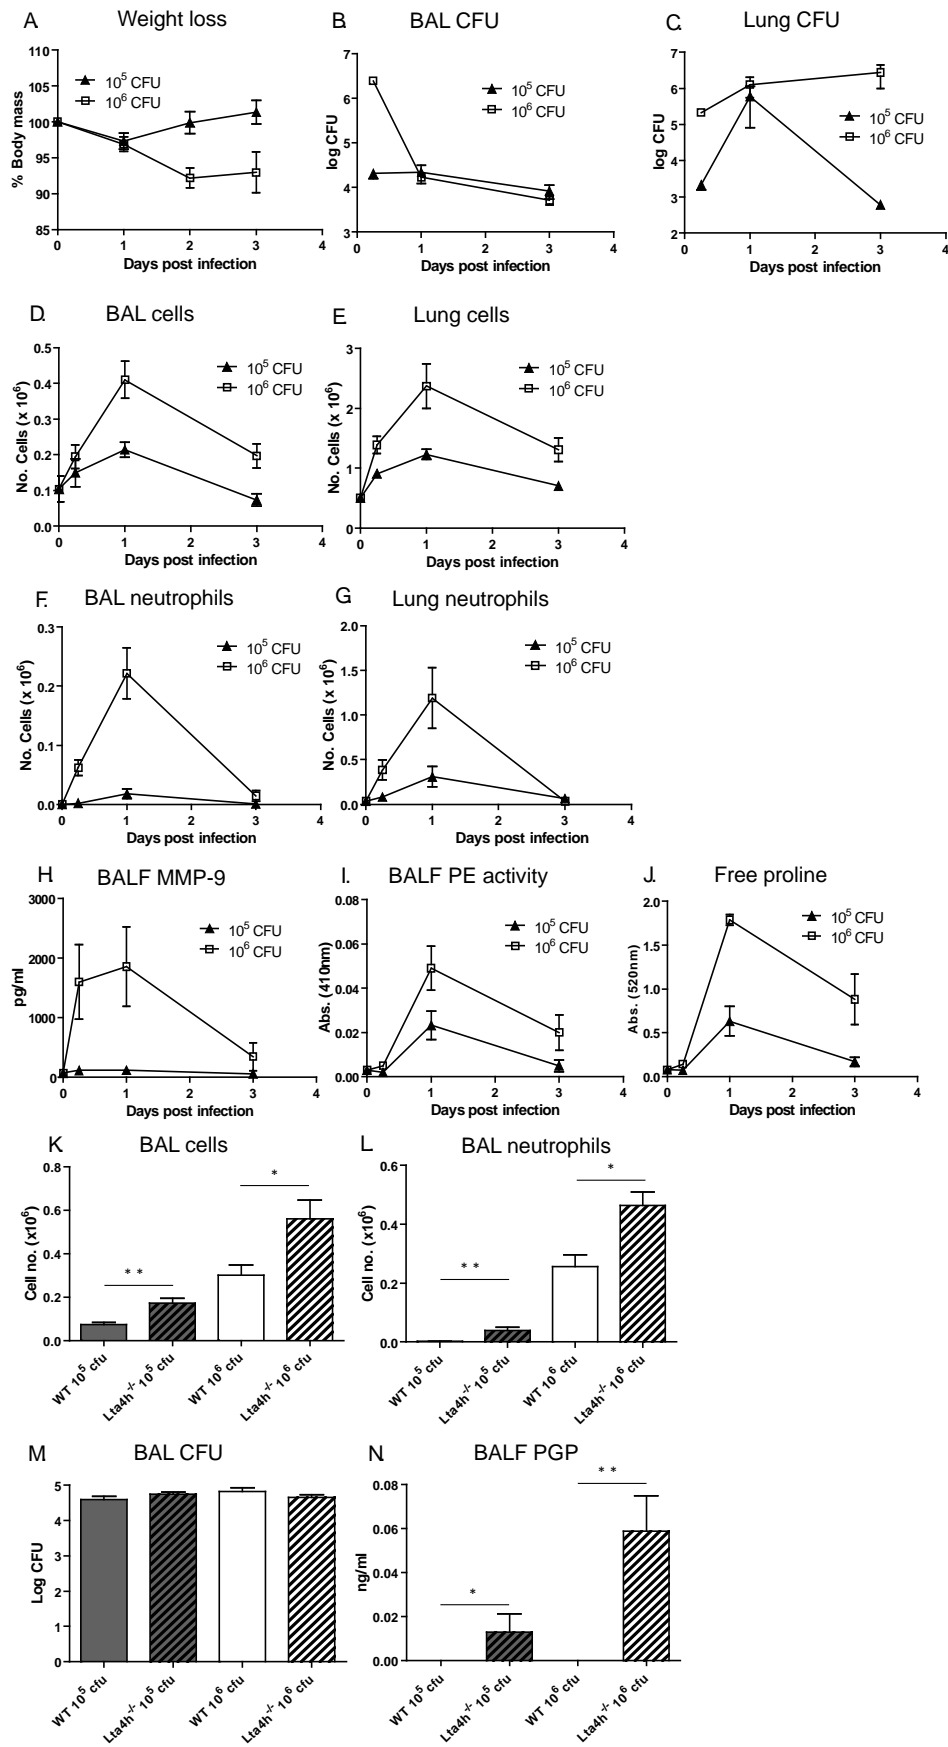 A. Weight loss
110
105
100
95
90
85
% Body mass
10⁵ CFU
10⁶ CFU
0 1 2 3 4
Days post infection
B. BAL CFU
7
6
5
4
3
log CFU
10⁵ CFU
10⁶ CFU
0 1 2 3 4
Days post infection
C. Lung CFU
7
6
5
4
3
2
log CFU
10⁵ CFU
10⁶ CFU
0 1 2 3 4
Days post infection
D. BAL cells
0.5
0.4
0.3
0.2
0.1
0.0
No. Cells (x 10⁶)
10⁵ CFU
10⁶ CFU
0 1 2 3 4
Days post infection
E. Lung cells
3
2
1
0
No. Cells (x 10⁶)
10⁵ CFU
10⁶ CFU
0 1 2 3 4
Days post infection
F. BAL neutrophils
0.3
0.2
0.1
0.0
No. Cells (x 10⁶)
10⁵ CFU
10⁶ CFU
0 1 2 3 4
Days post infection
G. Lung neutrophils
2.0
1.5
1.0
0.5
0.0
No. Cells (x 10⁶)
10⁵ CFU
10⁶ CFU
0 1 2 3 4
Days post infection
H. BALF MMP-9
3000
2000
1000
0
pg/ml
10⁵ CFU
10⁶ CFU
0 1 2 3 4
Days post infection
I. BALF PE activity
0.08
0.06
0.04
0.02
0.00
Abs. (410nm)
10⁵ CFU
10⁶ CFU
0 1 2 3 4
Days post infection
J. Free proline
2.0
1.5
1.0
0.5
0.0
Abs. (520nm)
10⁵ CFU
10⁶ CFU
0 1 2 3 4
Days post infection
K. BAL cells
0.8
0.6
0.4
0.2
0.0
Cell no. (x10⁶)
**
*
WT 10⁵ cfu
Lta4h⁻/⁻ 10⁵ cfu
WT 10⁶ cfu
Lta4h⁻/⁻ 10⁶ cfu
L. BAL neutrophils
0.6
0.4
0.2
0.0
Cell no. (x10⁶)
**
*
WT 10⁵ cfu
Lta4h⁻/⁻ 10⁵ cfu
WT 10⁶ cfu
Lta4h⁻/⁻ 10⁶ cfu
M. BAL CFU
5
4
3
2
1
0
Log CFU
WT 10⁵ cfu
Lta4h⁻/⁻ 10⁵ cfu
WT 10⁶ cfu
Lta4h⁻/⁻ 10⁶ cfu
N. BALF PGP
0.08
0.06
0.04
0.02
0.00
ng/ml
*
**
WT 10⁵ cfu
Lta4h⁻/⁻ 10⁵ cfu
WT 10⁶ cfu
Lta4h⁻/⁻ 10⁶ cfu